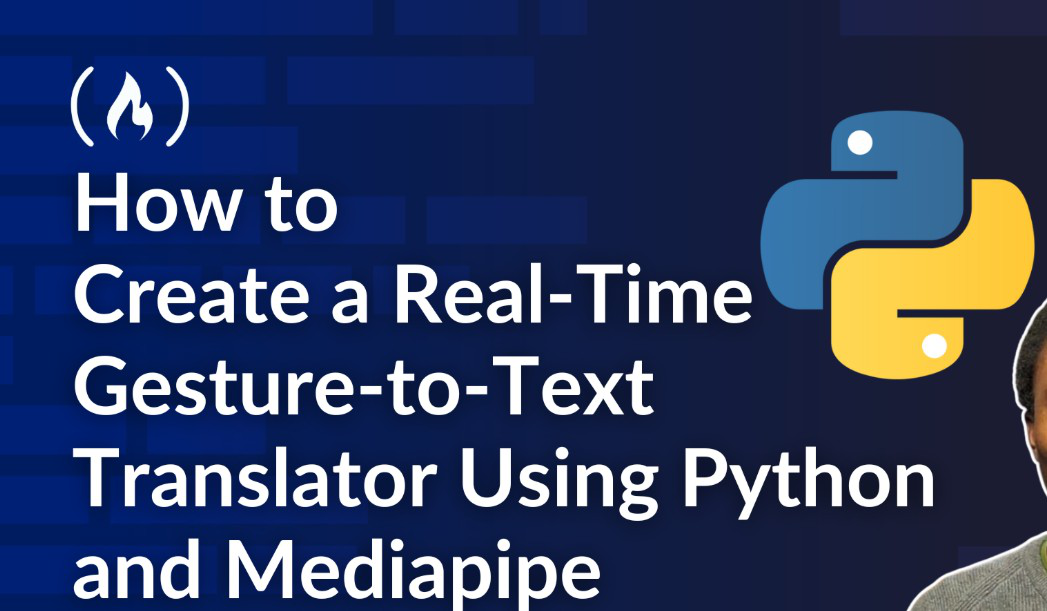 How to
Create a Real-Time
Gesture-to-Text
Translator Using Python
and Mediapipe